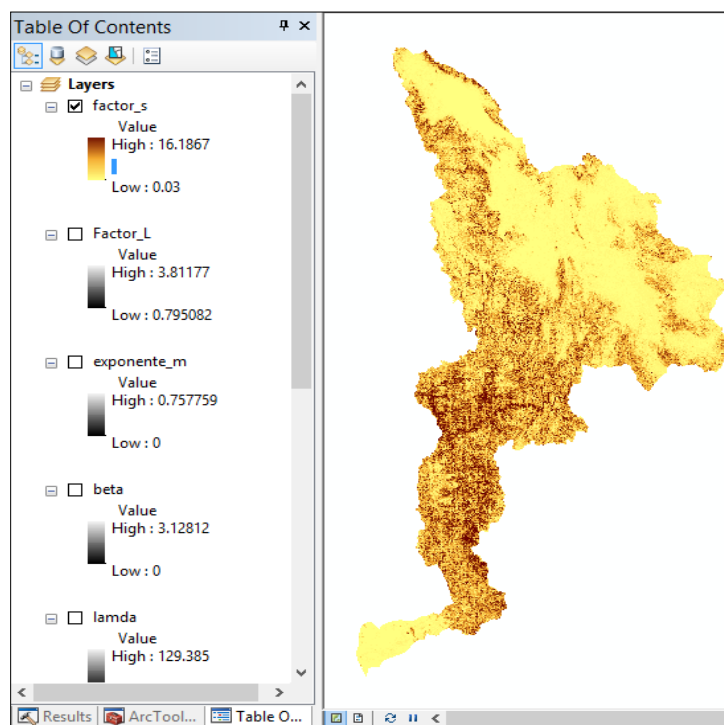 Table Of Contents
Layers
factor_s
Value
High : 16.1867
Low : 0.03
Factor_L
Value
High : 3.81177
Low : 0.795082
exponente_m
Value
High : 0.757759
Low : 0
beta
Value
High : 3.12812
Low : 0
lamda
Value
High : 129.385
Results ArcTool... Table O...